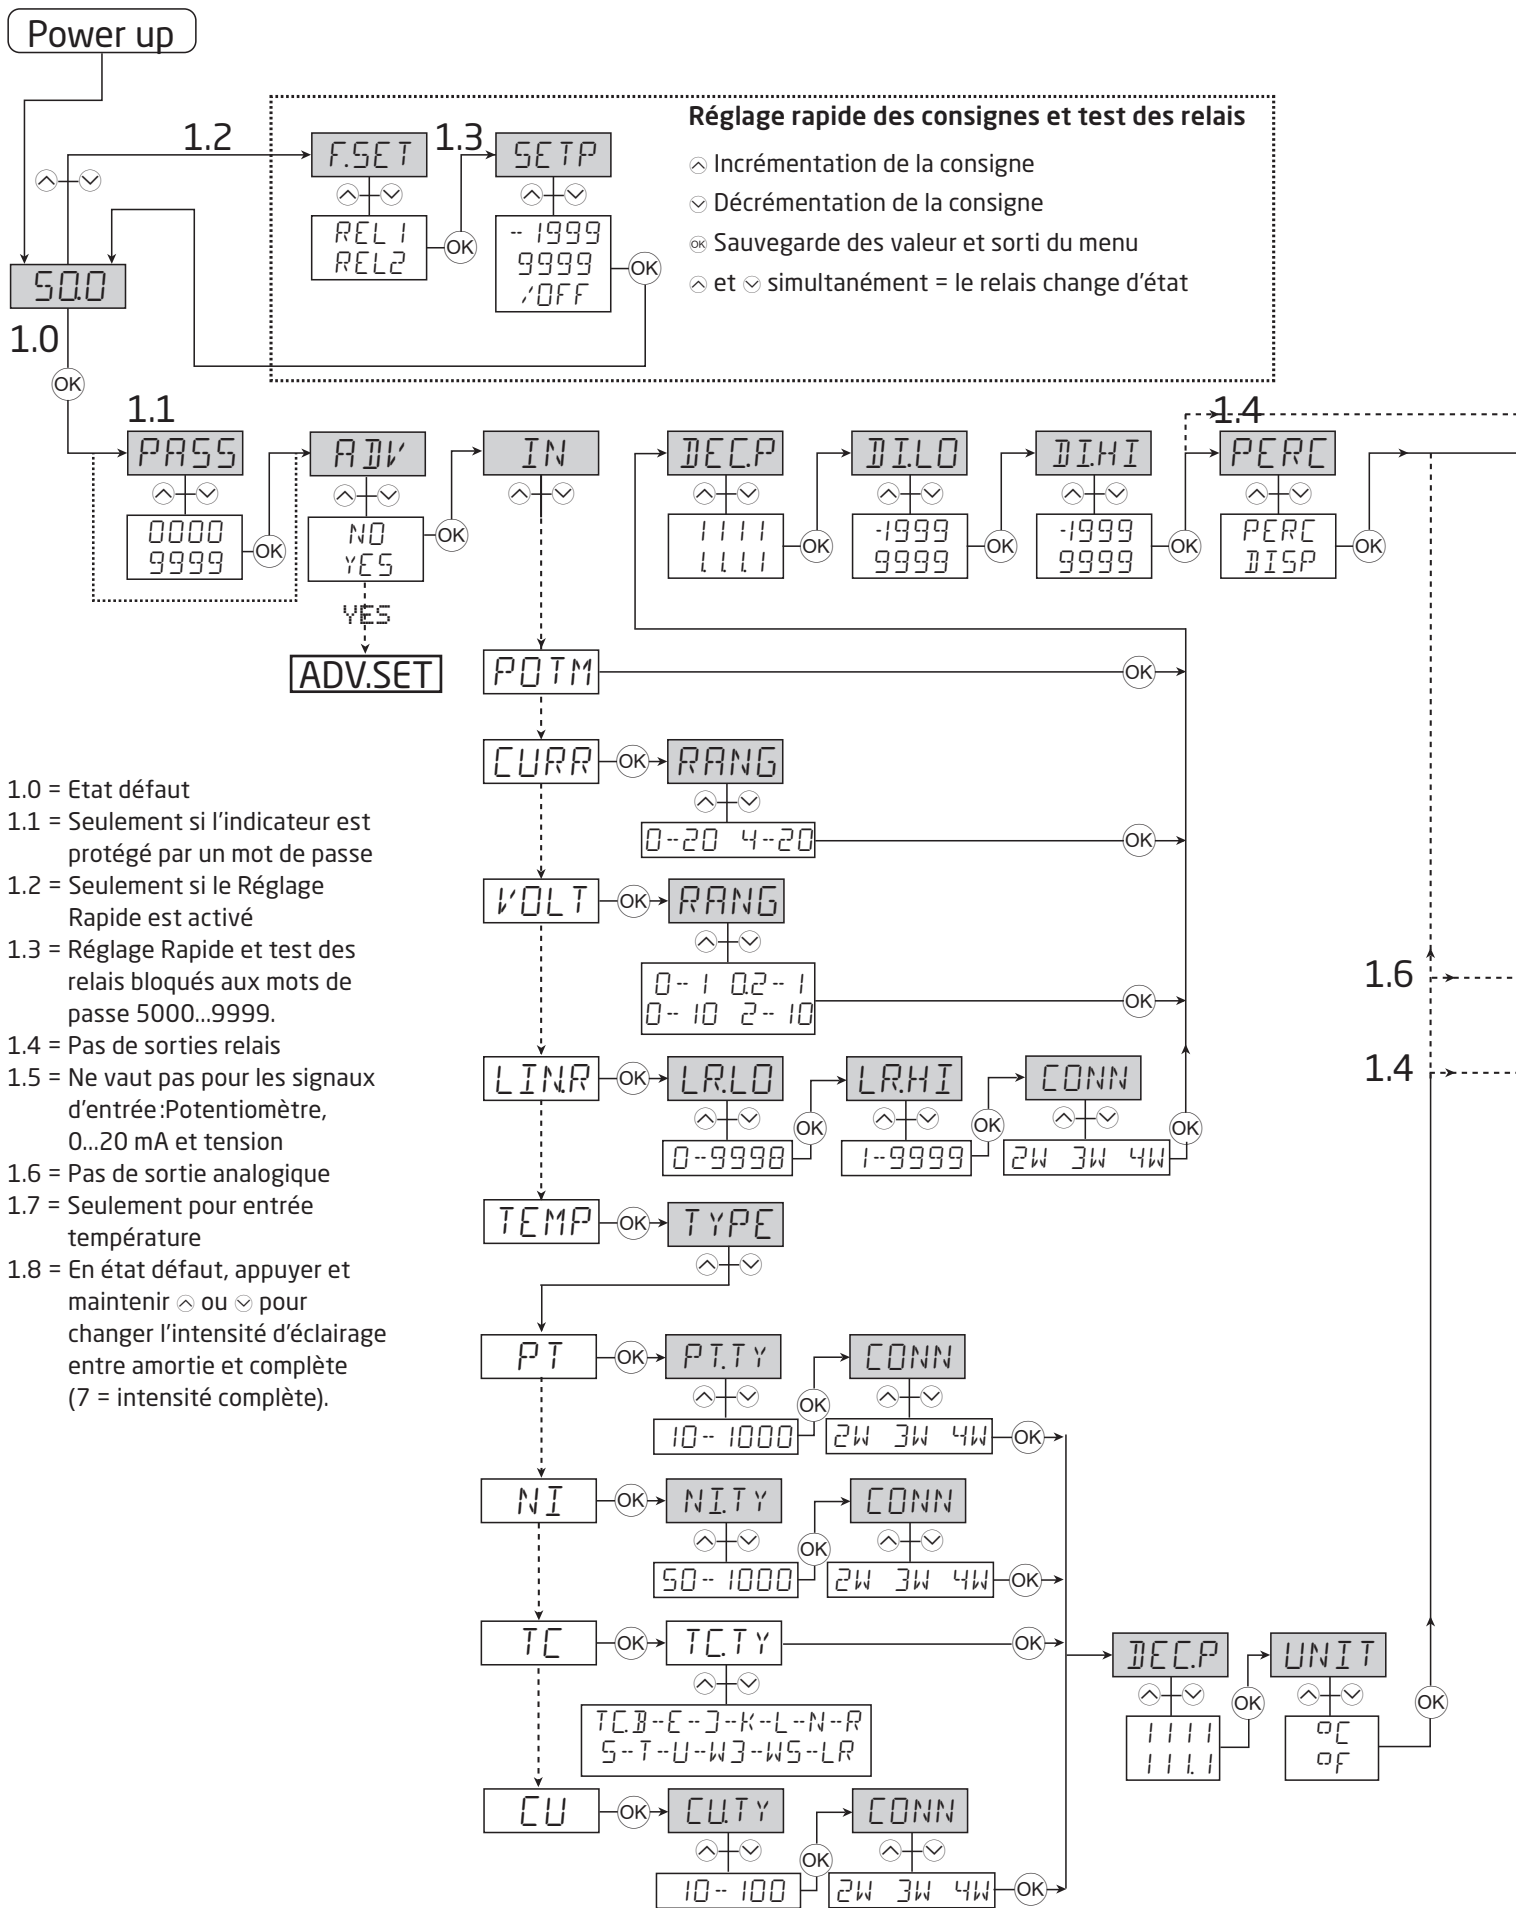 Power up
1.2
F.SET
1.3
SETP
Réglage rapide des consignes et test des relais
Incrémentation de la consigne
Décrémentation de la consigne
OK Sauvegarde des valeur et sorti du menu
et simultanément = le relais change d'état
REL1
REL2
OK
-1999
9999
/OFF
OK
50.0
1.0
OK
1.1
1.4
PASS
ADV
IN
DEC.P
DI.LO
DI.HI
PERC
0000
9999
OK
NO
YES
OK
1111
1.1.1.1
OK
-1999
9999
OK
-1999
9999
OK
PERC
DISP
OK
YES
ADV.SET
POTM
OK
CURR
OK
RANG
0-20 4-20
OK
VOLT
OK
RANG
0-1 0.2-1
0-10 2-10
OK
LIN.R
OK
LR.LO
LR.HI
CONN
0-9998
OK
1-9999
OK
2W 3W 4W
OK
TEMP
OK
TYPE
1.6
1.4
1.0 = Etat défaut
1.1 = Seulement si l'indicateur est
protégé par un mot de passe
1.2 = Seulement si le Réglage
Rapide est activé
1.3 = Réglage Rapide et test des
relais bloqués aux mots de
passe 5000...9999.
1.4 = Pas de sorties relais
1.5 = Ne vaut pas pour les signaux
d'entrée:Potentiomètre,
0...20 mA et tension
1.6 = Pas de sortie analogique
1.7 = Seulement pour entrée
température
1.8 = En état défaut, appuyer et
maintenir ou pour
changer l'intensité d'éclairage
entre amortie et complète
(7 = intensité complète).
PT
OK
PT.TY
CONN
10-1000
OK
2W 3W 4W
OK
NI
OK
NI.TY
CONN
50-1000
OK
2W 3W 4W
OK
TC
OK
TC.TY
OK
TC.B-E-J-K-L-N-R
S-T-U-W3-W5-LR
CU
OK
CU.TY
CONN
10-100
OK
2W 3W 4W
OK
DEC.P
UNIT
1111
111.1
OK
°C
°F
OK